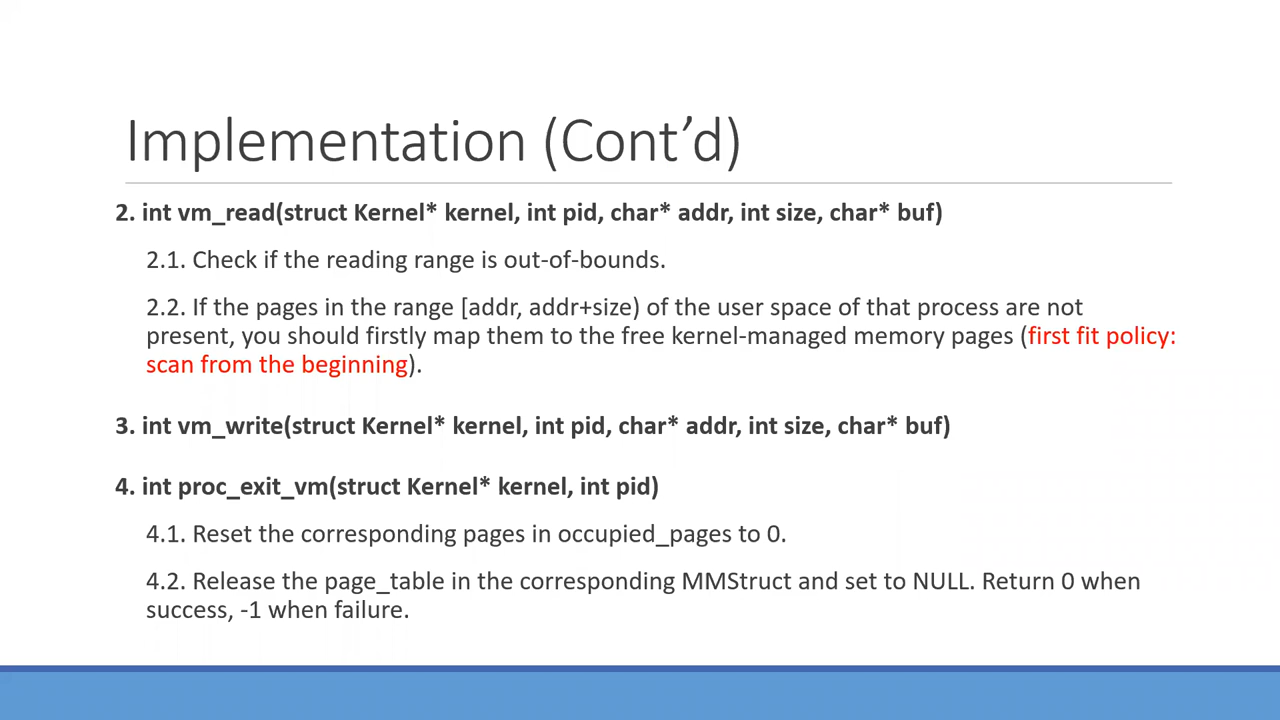 Implementation (Cont’d)
2. int vm_read(struct Kernel* kernel, int pid, char* addr, int size, char* buf)
2.1. Check if the reading range is out-of-bounds.
2.2. If the pages in the range [addr, addr+size) of the user space of that process are not
present, you should firstly map them to the free kernel-managed memory pages (first fit policy:
scan from the beginning).
3. int vm_write(struct Kernel* kernel, int pid, char* addr, int size, char* buf)
4. int proc_exit_vm(struct Kernel* kernel, int pid)
4.1. Reset the corresponding pages in occupied_pages to 0.
4.2. Release the page_table in the corresponding MMStruct and set to NULL. Return 0 when
success, -1 when failure.